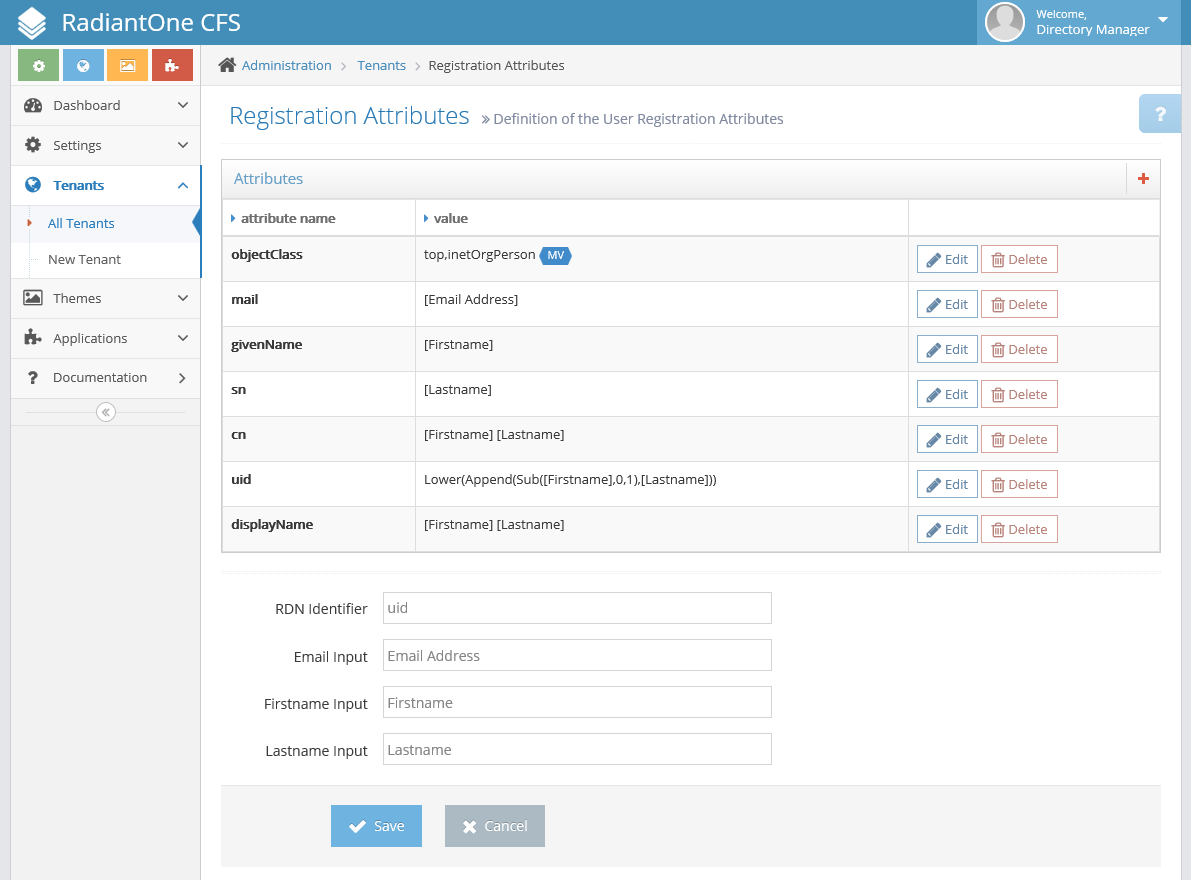 RadiantOne CFS
Welcome,
Directory Manager
Administration
Tenants
Registration Attributes
Dashboard
Settings
Tenants
All Tenants
New Tenant
Themes
Applications
Documentation
Registration Attributes
» Definition of the User Registration Attributes
?
Attributes
attribute name value
objectClass top,inetOrgPerson MV Edit Delete
mail [Email Address] Edit Delete
givenName [Firstname] Edit Delete
sn [Lastname] Edit Delete
cn [Firstname] [Lastname] Edit Delete
uid Lower(Append(Sub([Firstname],0,1),[Lastname])) Edit Delete
displayName [Firstname] [Lastname] Edit Delete
RDN Identifier uid
Email Input Email Address
Firstname Input Firstname
Lastname Input Lastname
Save Cancel